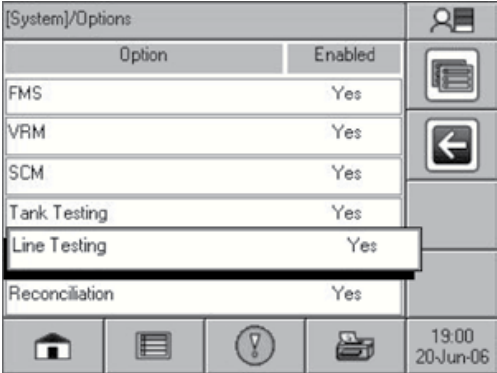 [System]/Options
Option Enabled
FMS Yes
VRM Yes
SCM Yes
Tank Testing Yes
Line Testing Yes
Reconciliation Yes
19:00
20-Jun-06